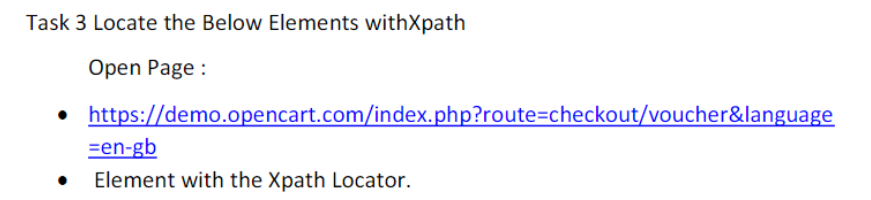 Task 3 Locate the Below Elements withXpath
Open Page :
• https://demo.opencart.com/index.php?route=checkout/voucher&language
=en-gb
• Element with the Xpath Locator.